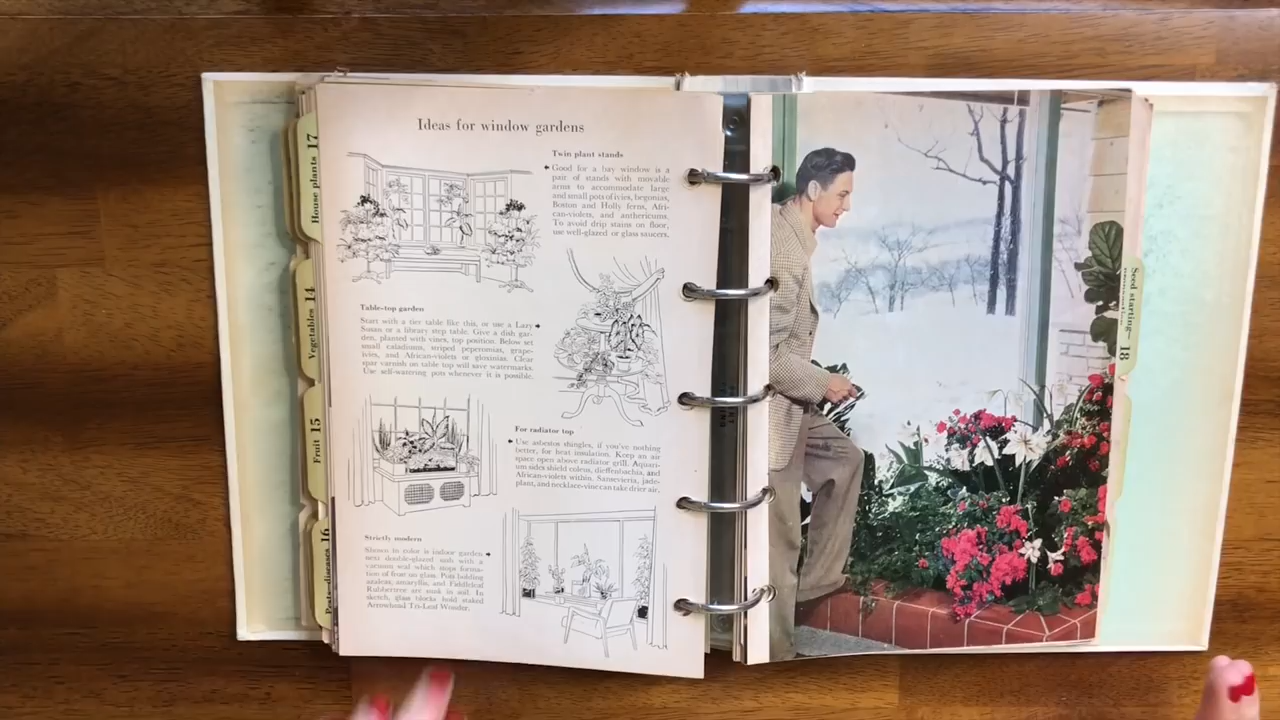 Ideas for window gardens
Twin plant stands
Good for a bay window is a
pair of stands with movable
arms to accommodate large
and small pots of ivies, begonias,
Boston and Holly ferns, Afri-
can-violets, and anthericums.
To avoid drip stains on floor,
use well-glazed or glass saucers.
Table-top garden
Start with a tier table like this, or use a Lazy
Susan or a library step table. Give a dish gar-
den, planted with vines, top position. Below set
small caladiums, striped peperomias, grape-
ivies, and African-violets or gloxinias. Clear
spar varnish on table top will save watermarks.
Use self-watering pots whenever it is possible.
For radiator top
Use asbestos shingles, if you've nothing
better, for heat insulation. Keep an air
space open above radiator grill. Aquari-
um sides shield coleus, dieffenbachia, and
African-violets within. Sansevieria, jade-
plant, and necklace-vine can take drier air.
Strictly modern
Shown in color is indoor garden
next double-glazed sash with a
vacuum seal which stops forma-
tion of frost on glass. Pots holding
azaleas, amaryllis, and Fiddleleaf
Rubbertree are sunk in soil. In
sketch, glass blocks hold staked
Arrowhead Tri-Leaf Wonder.
House plants 17
Vegetables 14
Fruit 15
Pests–diseases 16
Seed starting–
18